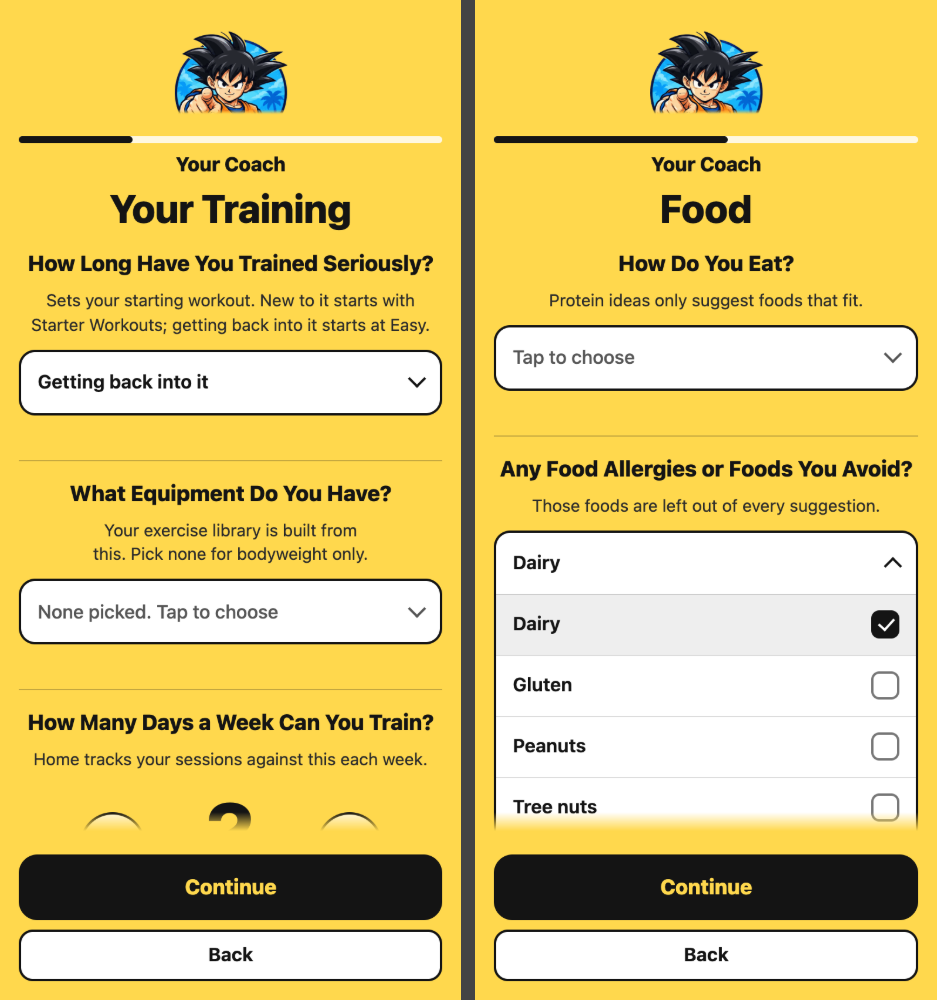 Your Coach
Your Training
How Long Have You Trained Seriously?
Sets your starting workout. New to it starts with
Starter Workouts; getting back into it starts at Easy.
Getting back into it
What Equipment Do You Have?
Your exercise library is built from
this. Pick none for bodyweight only.
None picked. Tap to choose
How Many Days a Week Can You Train?
Home tracks your sessions against this each week.
Continue
Back
Your Coach
Food
How Do You Eat?
Protein ideas only suggest foods that fit.
Tap to choose
Any Food Allergies or Foods You Avoid?
Those foods are left out of every suggestion.
Dairy
Dairy
Gluten
Peanuts
Tree nuts
Continue
Back